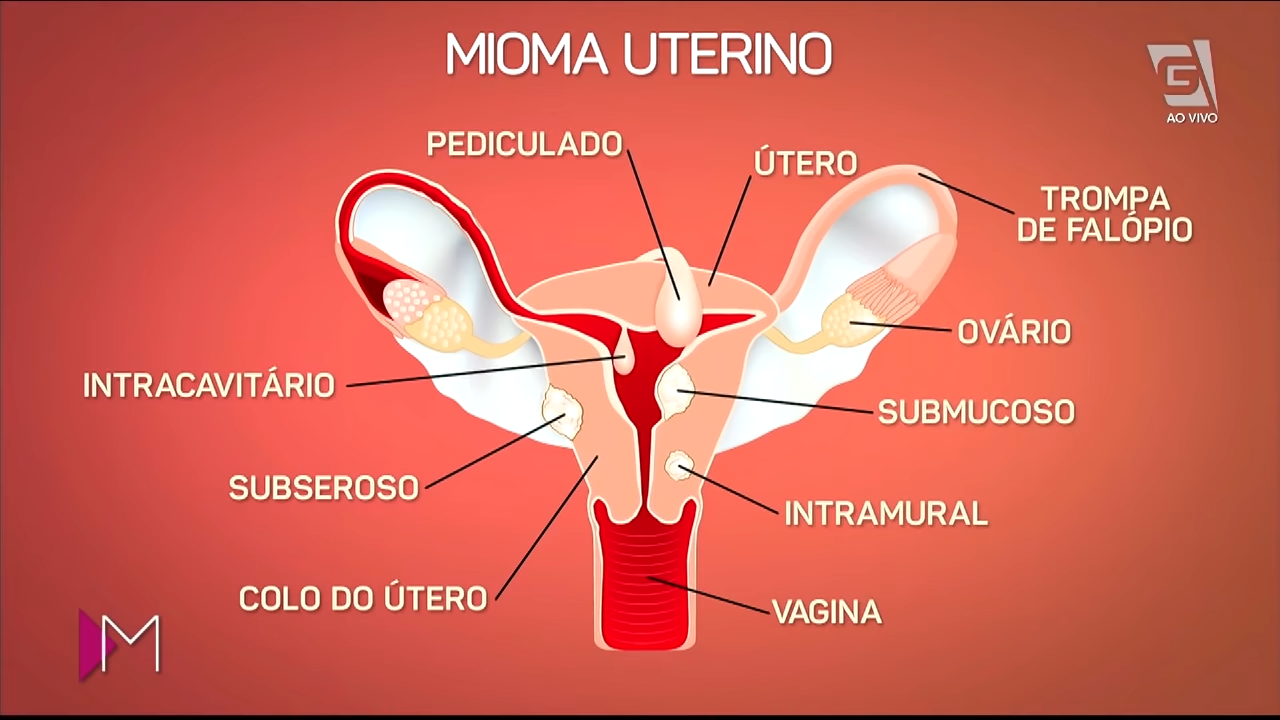 MIOMA UTERINO
G
AO VIVO
PEDICULADO
ÚTERO
TROMPA
DE FALÓPIO
OVÁRIO
INTRACAVITÁRIO
SUBMUCOSO
SUBSEROSO
INTRAMURAL
COLO DO ÚTERO
VAGINA
M